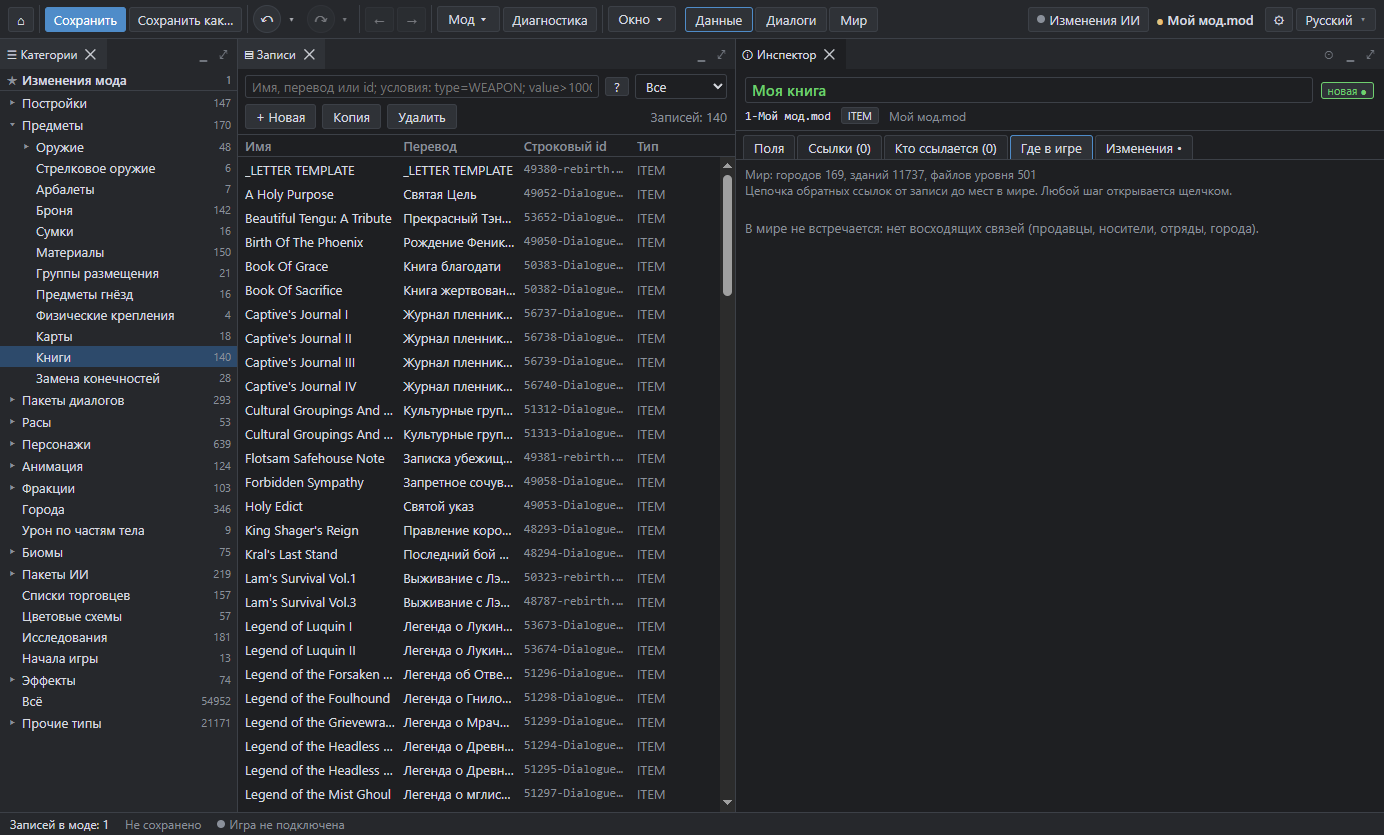 ⌂ Сохранить Сохранить как... Мод Диагностика Окно Данные Диалоги Мир Изменения ИИ Мой мод.mod Русский
Категории
Изменения мода 1
Постройки 147
Предметы 170
Оружие 48
Стрелковое оружие 6
Арбалеты 7
Броня 142
Сумки 16
Материалы 150
Группы размещения 21
Предметы гнёзд 16
Физические крепления 4
Карты 18
Книги 140
Замена конечностей 28
Пакеты диалогов 293
Расы 53
Персонажи 639
Анимация 124
Фракции 103
Города 346
Урон по частям тела 9
Биомы 75
Пакеты ИИ 219
Списки торговцев 157
Цветовые схемы 57
Исследования 181
Начала игры 13
Эффекты 74
Всё 54952
Прочие типы 21171
Записи
Имя, перевод или id; условия: type=WEAPON; value>1000 ? Все
+ Новая Копия Удалить Записей: 140
Имя Перевод Строковый id Тип
_LETTER TEMPLATE _LETTER TEMPLATE 49380-rebirth.… ITEM
A Holy Purpose Святая Цель 49052-Dialogue… ITEM
Beautiful Tengu: A Tribute Прекрасный Тэн... 53652-Dialogue… ITEM
Birth Of The Phoenix Рождение Феник... 49050-Dialogue… ITEM
Book Of Grace Книга благодати 50383-Dialogue… ITEM
Book Of Sacrifice Книга жертвован... 50382-Dialogue… ITEM
Captive's Journal I Журнал пленник... 56737-Dialogue… ITEM
Captive's Journal II Журнал пленник... 56738-Dialogue… ITEM
Captive's Journal III Журнал пленник... 56739-Dialogue… ITEM
Captive's Journal IV Журнал пленник... 56740-Dialogue… ITEM
Cultural Groupings And ... Культурные груп... 51312-Dialogue… ITEM
Cultural Groupings And ... Культурные груп... 51313-Dialogue… ITEM
Flotsam Safehouse Note Записка убежищ... 49381-rebirth.… ITEM
Forbidden Sympathy Запретное сочув... 49058-Dialogue… ITEM
Holy Edict Святой указ 49053-Dialogue… ITEM
King Shager's Reign Правление коро... 48293-Dialogue… ITEM
Kral's Last Stand Последний бой ... 48294-Dialogue… ITEM
Lam's Survival Vol.1 Выживание с Лэ... 50323-rebirth.… ITEM
Lam's Survival Vol.3 Выживание с Лэ... 48787-rebirth.… ITEM
Legend of Luquin I Легенда о Лукин... 53673-Dialogue… ITEM
Legend of Luquin II Легенда о Лукин... 53674-Dialogue… ITEM
Legend of the Forsaken ... Легенда об Отве... 51296-Dialogue… ITEM
Legend of the Foulhound Легенда о Гнило... 51298-Dialogue… ITEM
Legend of the Grievewra... Легенда о Мрач... 51299-Dialogue… ITEM
Legend of the Headless ... Легенда о Древн... 51294-Dialogue… ITEM
Legend of the Headless ... Легенда о Древн... 51295-Dialogue… ITEM
Legend of the Mist Ghoul Легенда о мглис... 51297-Dialogue… ITEM
Инспектор
Моя книга новая ●
1-Мой мод.mod ITEM Мой мод.mod
Поля Ссылки (0) Кто ссылается (0) Где в игре Изменения •
Мир: городов 169, зданий 11737, файлов уровня 501
Цепочка обратных ссылок от записи до мест в мире. Любой шаг открывается щелчком.
В мире не встречается: нет восходящих связей (продавцы, носители, отряды, города).
Записей в моде: 1 Не сохранено Игра не подключена